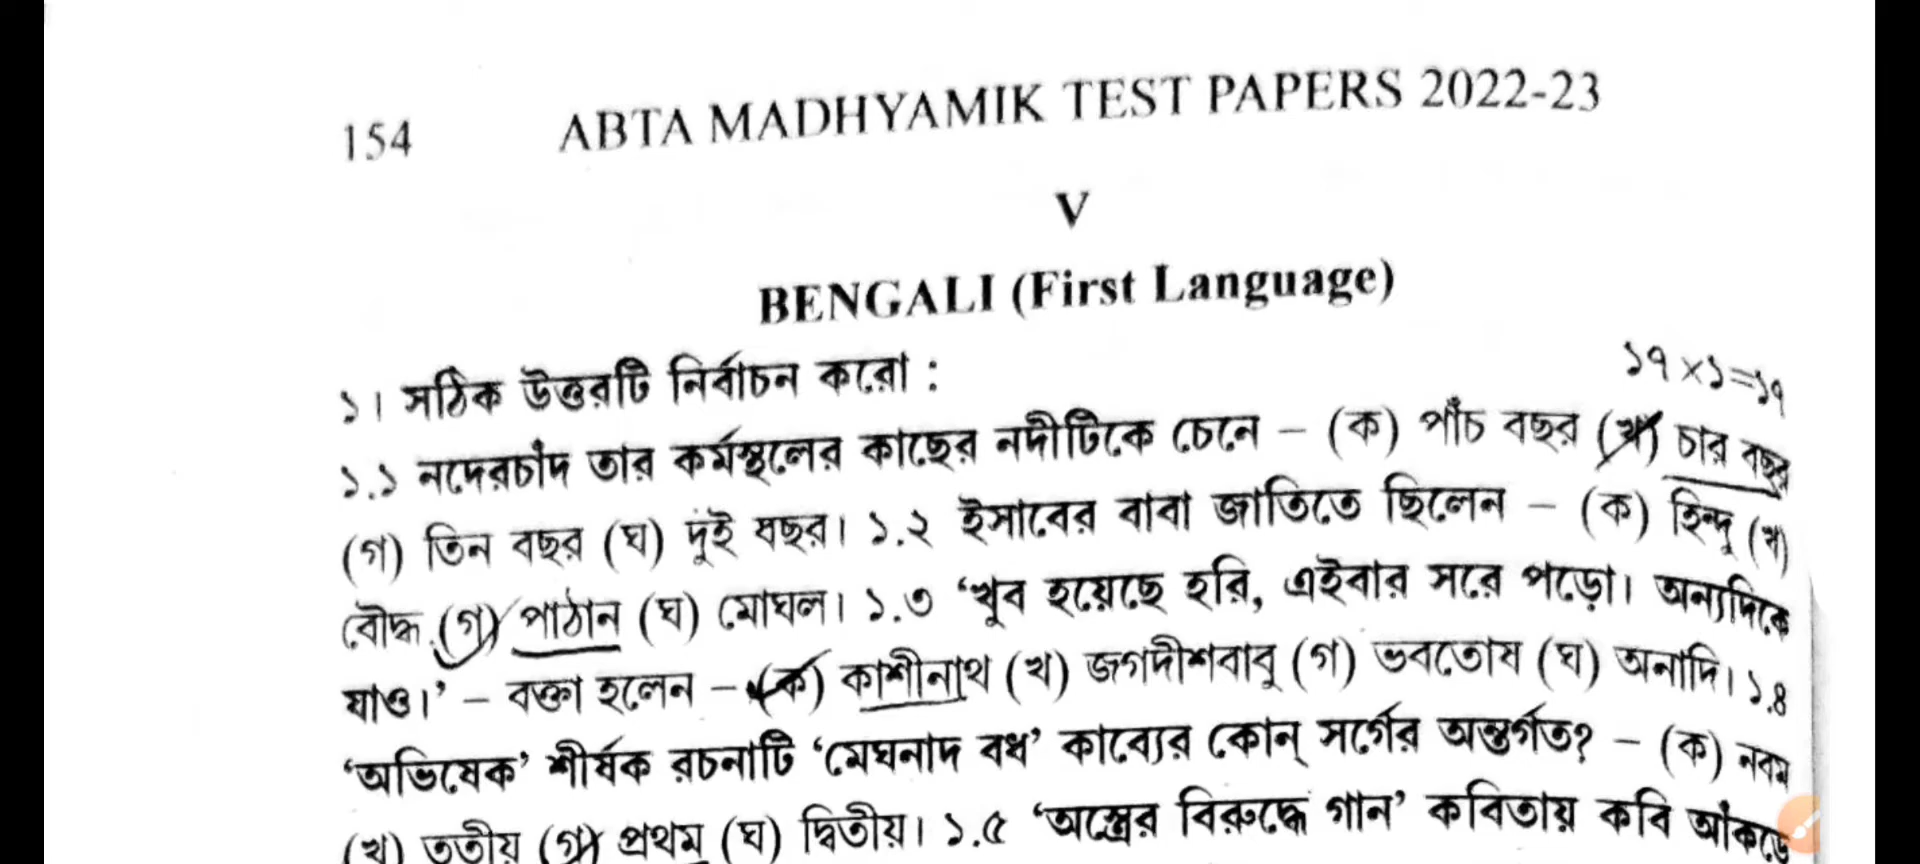 154 ABTA MADHYAMIK TEST PAPERS 2022-23
V
BENGALI (First Language)
১। সঠিক উত্তরটি নির্বাচন করো : ১৭×১=১৭
১.১ নদেরচাঁদ তার কর্মস্থলের কাছের নদীটিকে চেনে – (ক) পাঁচ বছর (খ) চার বছর
(গ) তিন বছর (ঘ) দুই বছর। ১.২ ইসাবের বাবা জাতিতে ছিলেন – (ক) হিন্দু (খ)
বৌদ্ধ (গ) পাঠান (ঘ) মোঘল। ১.৩ ‘খুব হয়েছে হরি, এইবার সরে পড়ো। অন্যদিকে
যাও।’ – বক্তা হলেন – (ক) কাশীনাথ (খ) জগদীশবাবু (গ) ভবতোষ (ঘ) অনাদি। ১.৪
‘অভিষেক’ শীর্ষক রচনাটি ‘মেঘনাদ বধ’ কাব্যের কোন্ সর্গের অন্তর্গত? – (ক) নবম
(খ) তৃতীয় (গ) প্রথম (ঘ) দ্বিতীয়। ১.৫ ‘অস্ত্রের বিরুদ্ধে গান’ কবিতায় কবি আঁকড়ে